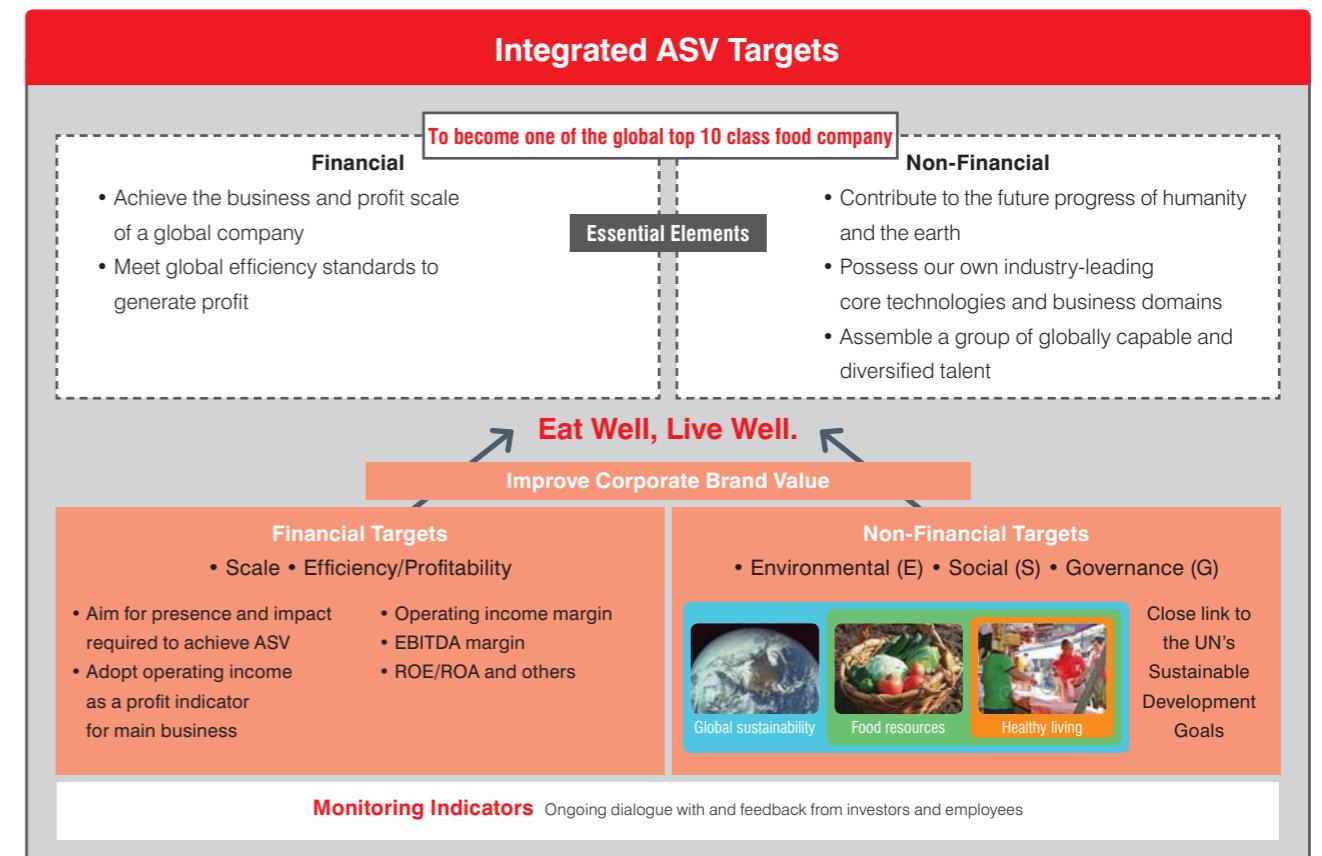 Integrated ASV Targets
To become one of the global top 10 class food company
Financial
• Achieve the business and profit scale
of a global company
• Meet global efficiency standards to
generate profit
Essential Elements
Non-Financial
• Contribute to the future progress of humanity
and the earth
• Possess our own industry-leading
core technologies and business domains
• Assemble a group of globally capable and
diversified talent
Eat Well, Live Well.
Improve Corporate Brand Value
Financial Targets
• Scale • Efficiency/Profitability
• Aim for presence and impact
required to achieve ASV
• Adopt operating income
as a profit indicator
for main business
• Operating income margin
• EBITDA margin
• ROE/ROA and others
Non-Financial Targets
• Environmental (E) • Social (S) • Governance (G)
Global sustainability
Food resources
Healthy living
Close link to
the UN's
Sustainable
Development
Goals
Monitoring Indicators Ongoing dialogue with and feedback from investors and employees